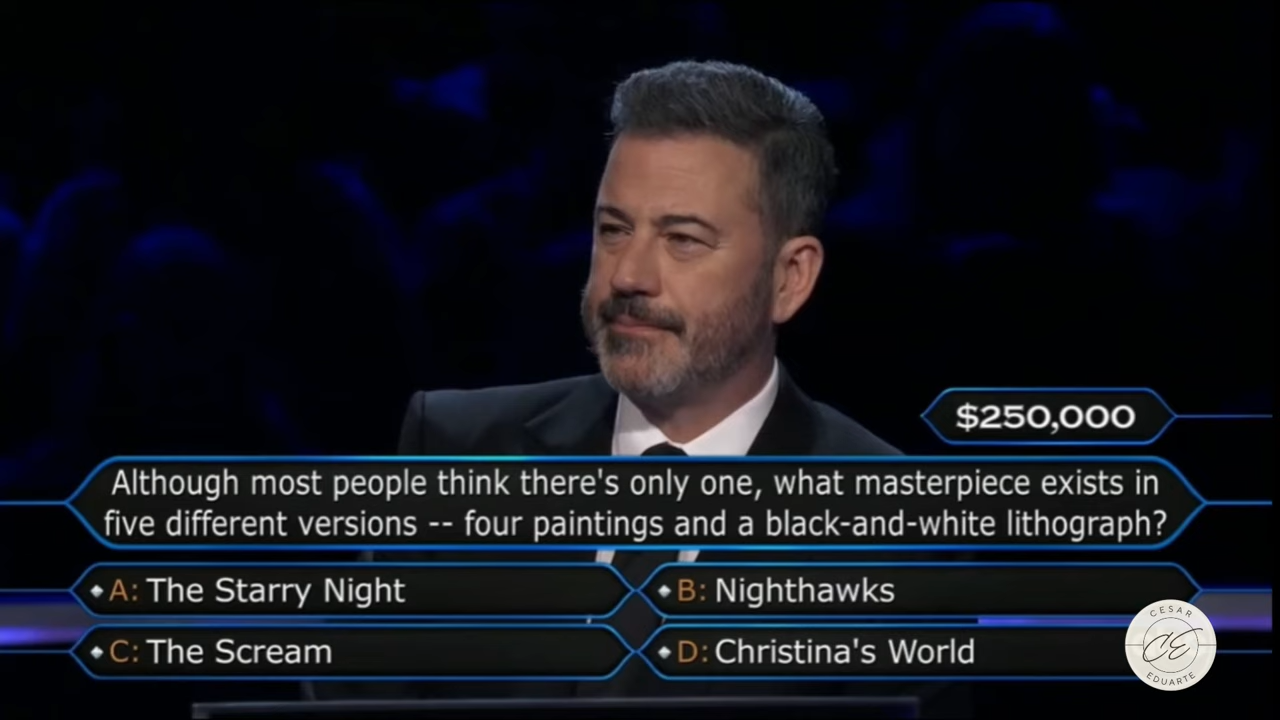 $250,000
Although most people think there's only one, what masterpiece exists in
five different versions -- four paintings and a black-and-white lithograph?
A: The Starry Night
B: Nighthawks
C: The Scream
D: Christina's World
CESAR
CE
EDUARTE